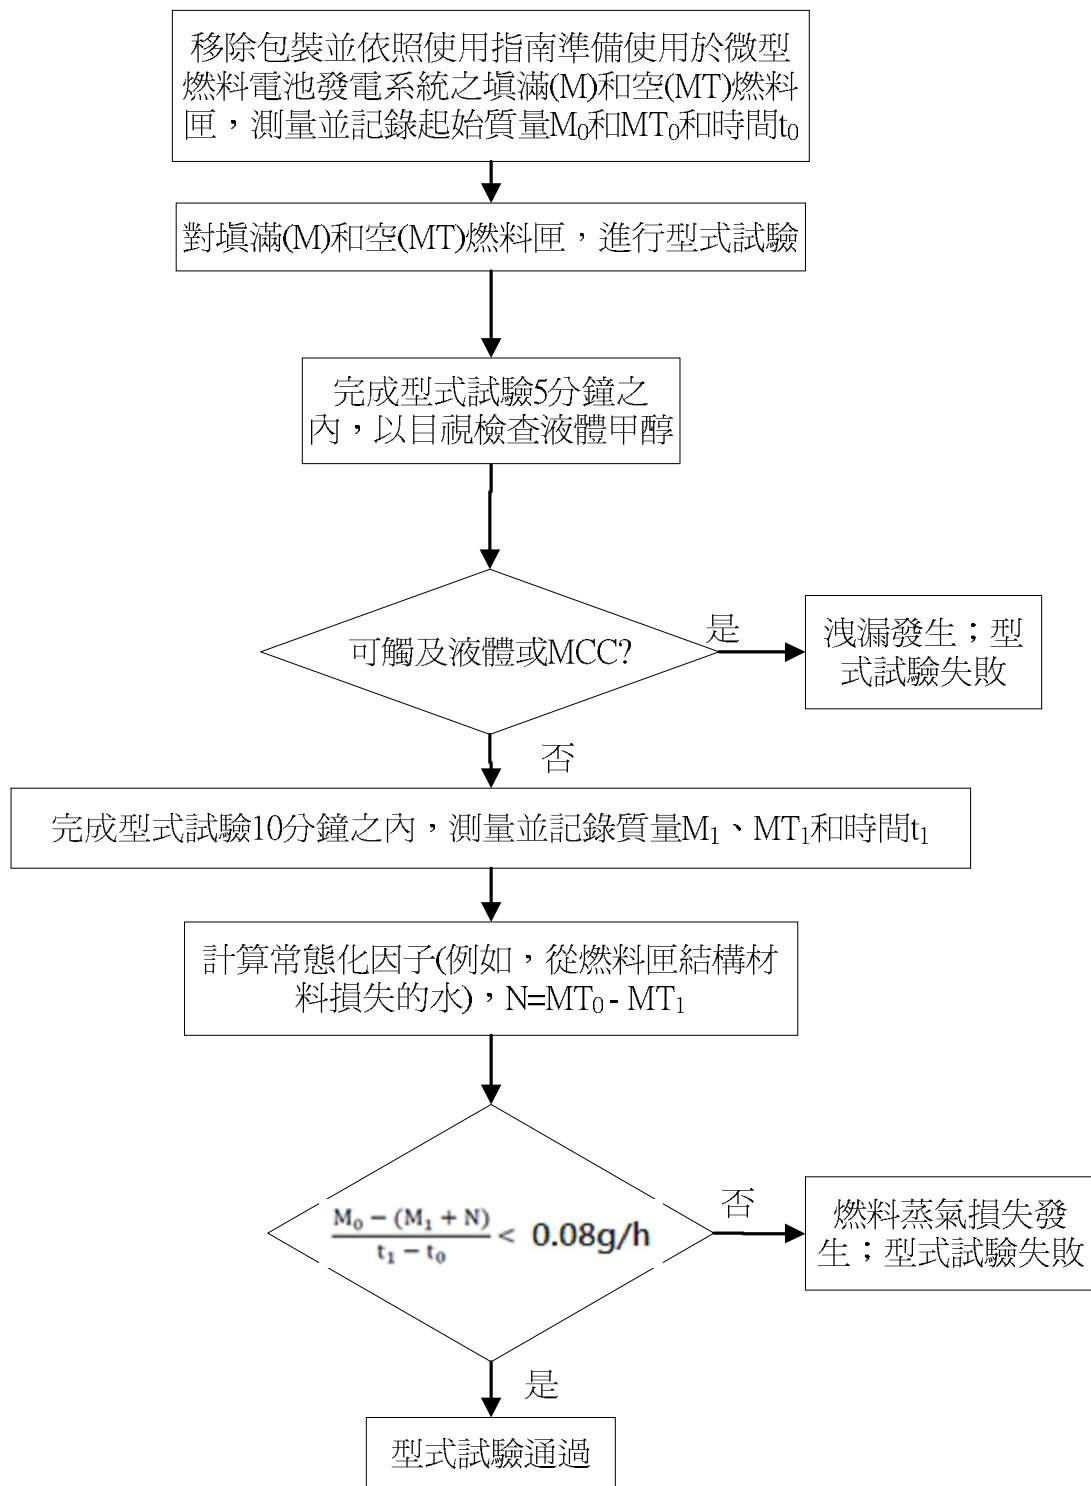 移除包裝並依照使用指南準備使用於微型
燃料電池發電系統之填滿(M)和空(MT)燃料
匣，測量並記錄起始質量M₀和MT₀和時間t₀
對填滿(M)和空(MT)燃料匣，進行型式試驗
完成型式試驗5分鐘之
內，以目視檢查液體甲醇
可觸及液體或MCC?
是
洩漏發生；型
式試驗失敗
否
完成型式試驗10分鐘之內，測量並記錄質量M₁、MT₁和時間t₁
計算常態化因子(例如，從燃料匣結構材
料損失的水)，N=MT₀ - MT₁
M₀ − (M₁ + N)
t₁ − t₀
< 0.08g/h
否
燃料蒸氣損失發
生；型式試驗失敗
是
型式試驗通過